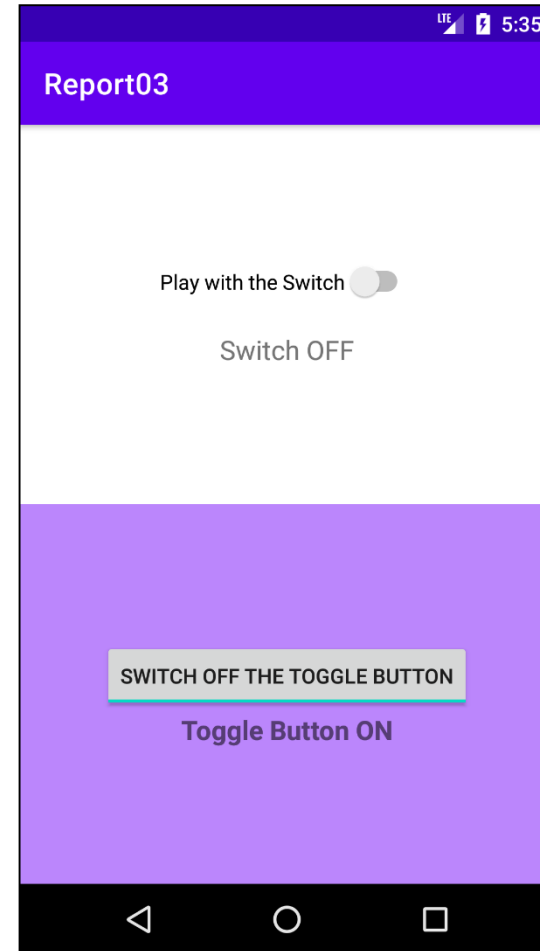 LTE 5:35
Report03
Play with the Switch
Switch OFF
SWITCH OFF THE TOGGLE BUTTON
Toggle Button ON